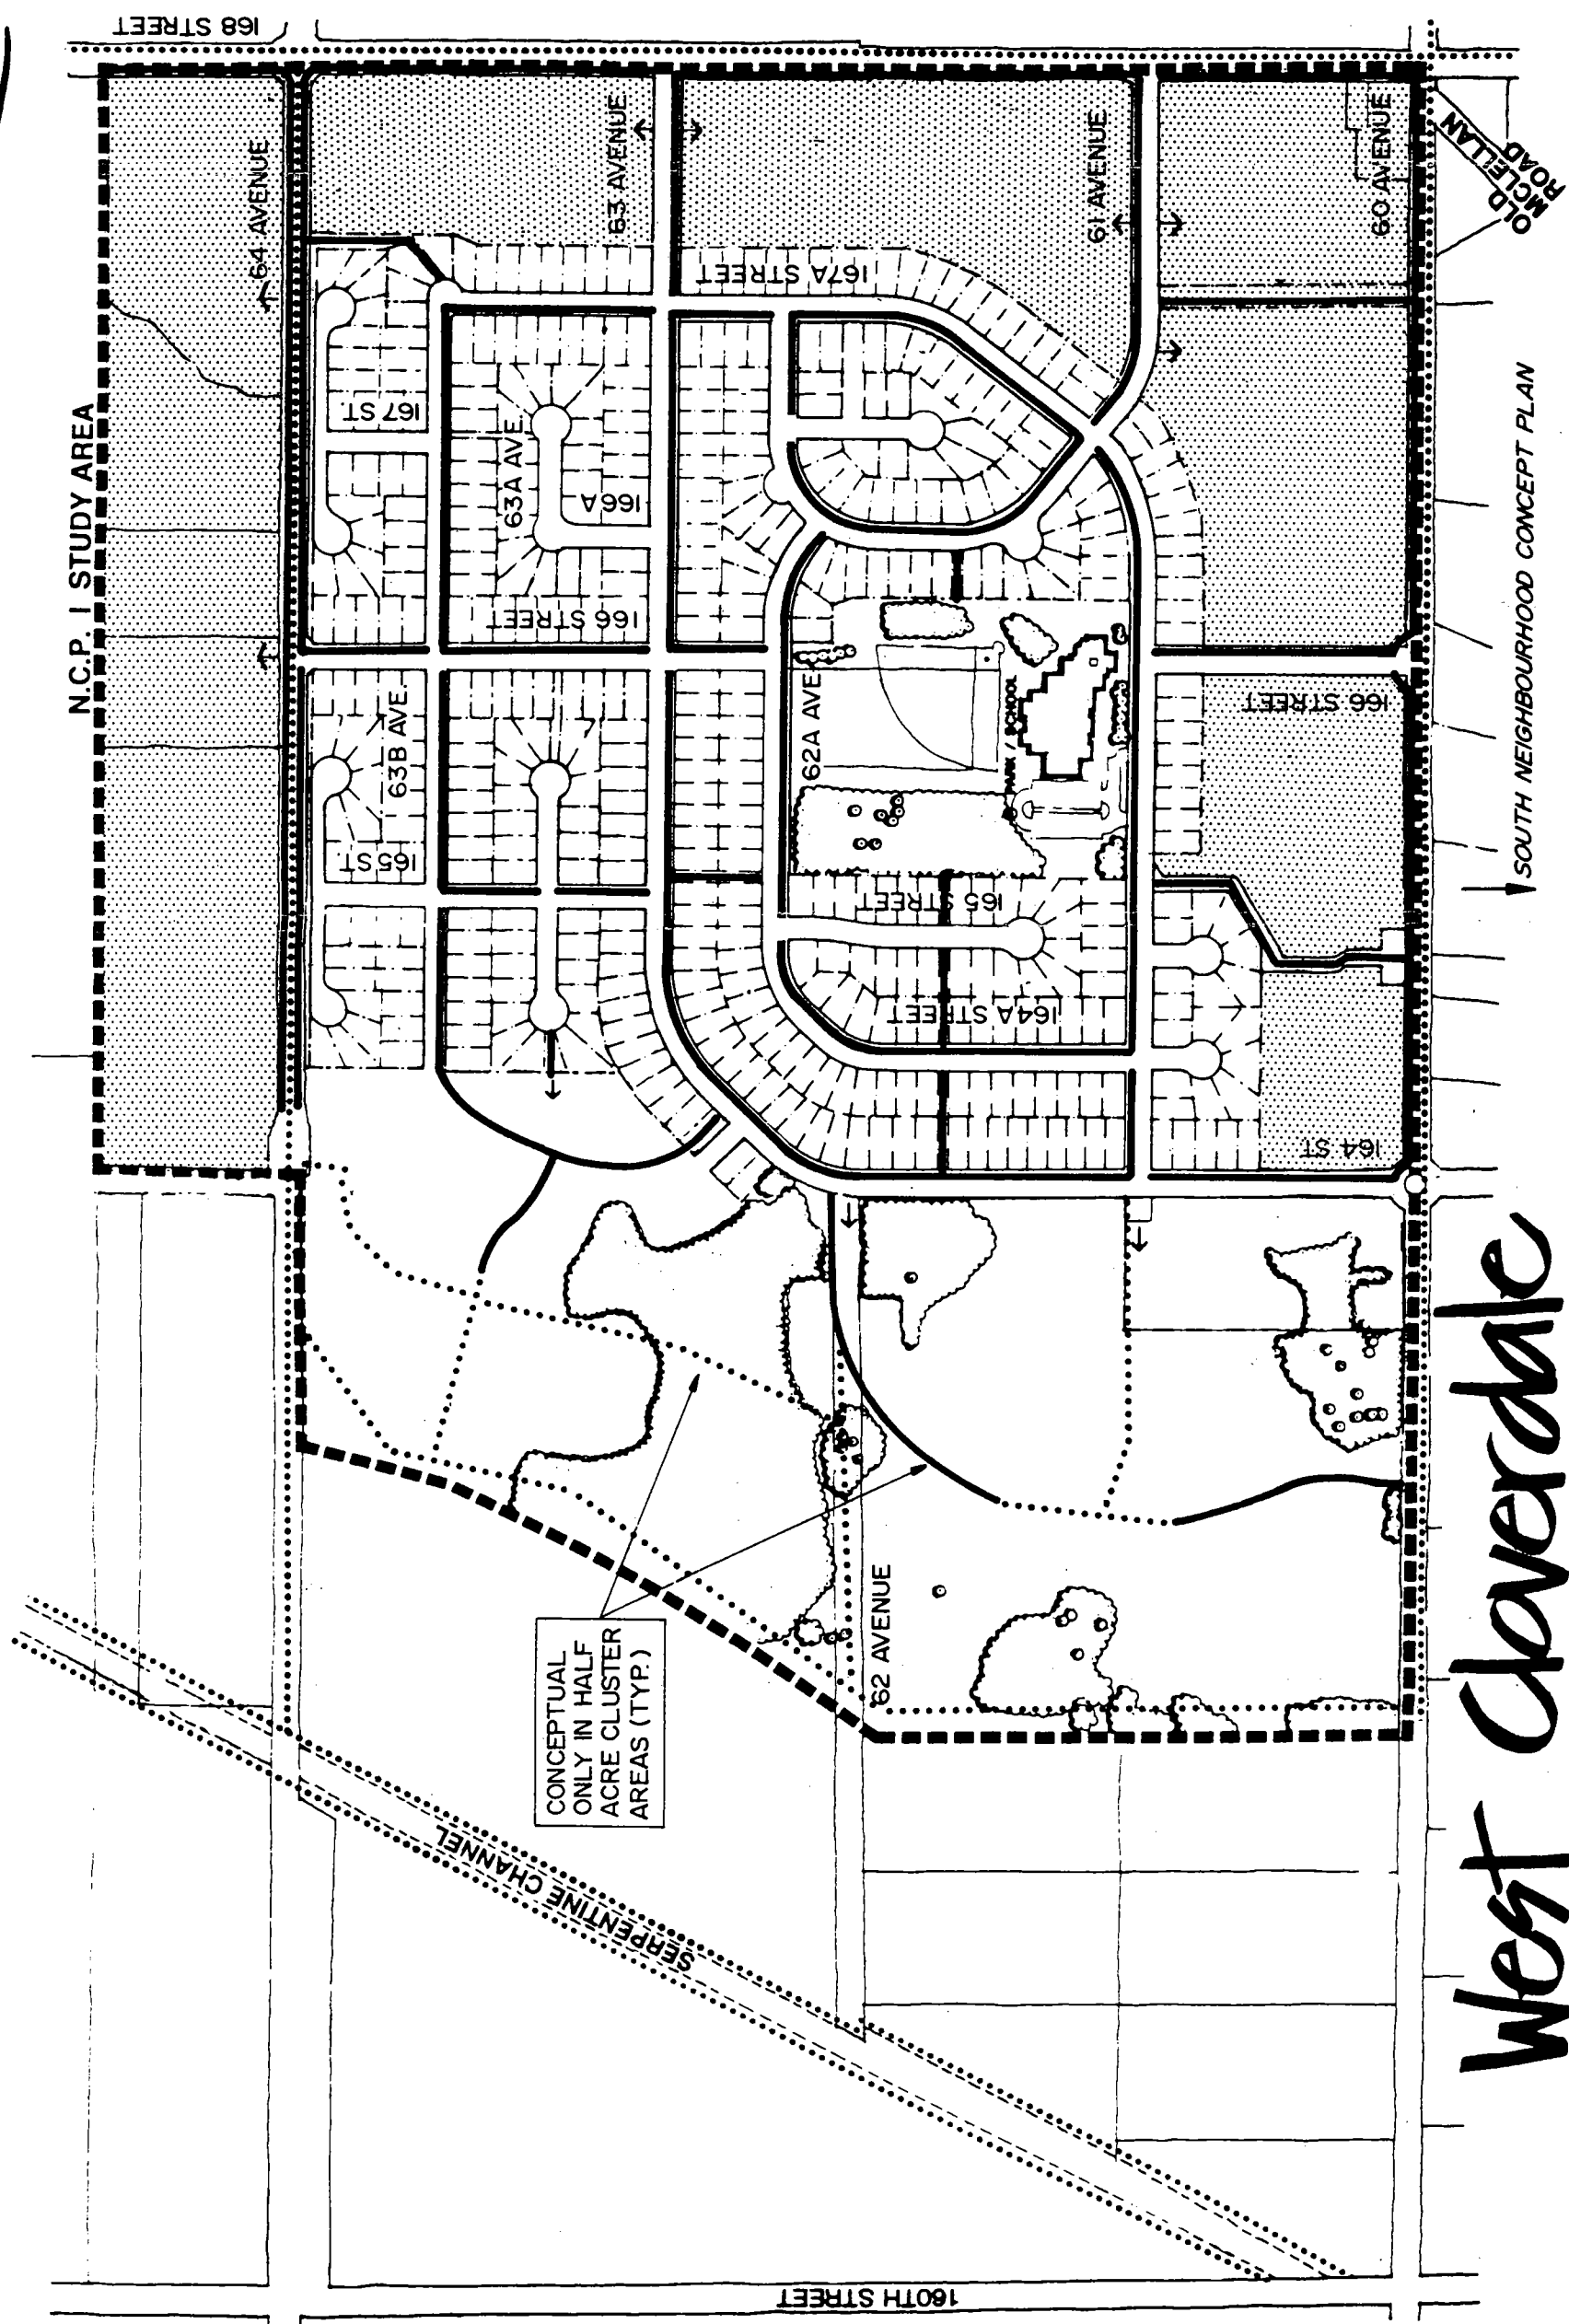 168 STREET
N.C.P. 1 STUDY AREA
64 AVENUE
63 AVENUE
61 AVENUE
60 AVENUE
OLD
MCLELLAN
ROAD
167A STREET
167 ST.
63A AVE.
166A
166 STREET
63B AVE.
165 ST.
62A AVE.
PARK / SCHOOL
166 STREET
165 STREET
164A STREET
164 ST
SOUTH NEIGHBOURHOOD CONCEPT PLAN
CONCEPTUAL
ONLY IN HALF
ACRE CLUSTER
AREAS (TYP.)
62 AVENUE
SERPENTINE CHANNEL
160TH STREET
West Cloverdale